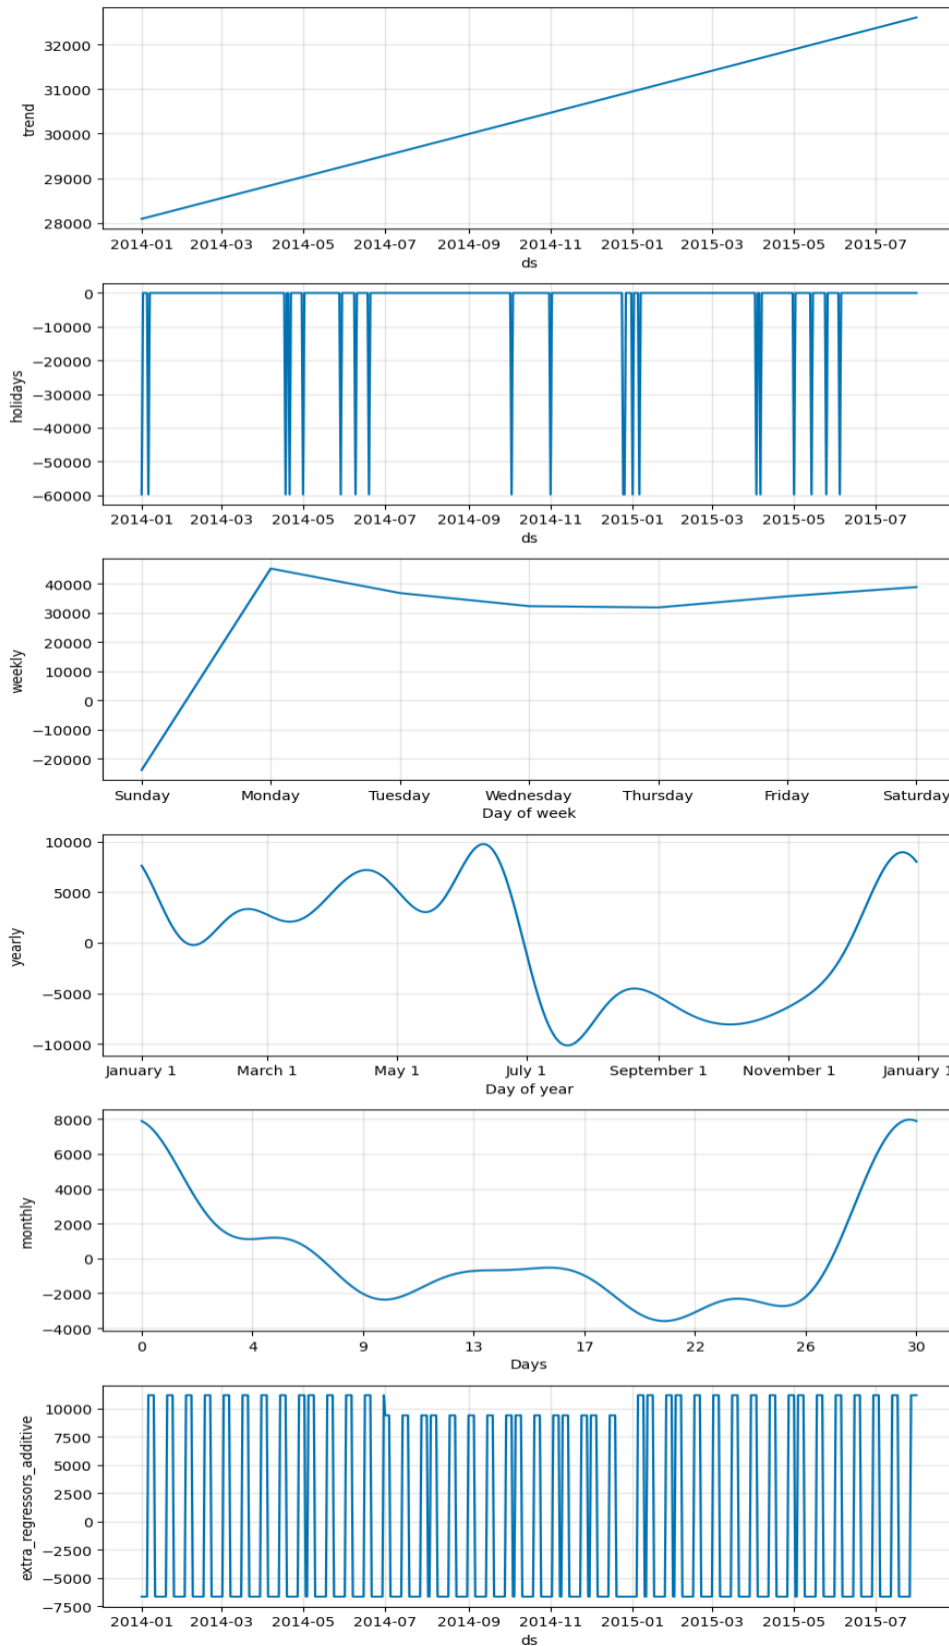 trend
32000
31000
30000
29000
28000
2014-01 2014-03 2014-05 2014-07 2014-09 2014-11 2015-01 2015-03 2015-05 2015-07
ds
holidays
0
−10000
−20000
−30000
−40000
−50000
−60000
2014-01 2014-03 2014-05 2014-07 2014-09 2014-11 2015-01 2015-03 2015-05 2015-07
ds
weekly
40000
30000
20000
10000
0
−10000
−20000
Sunday Monday Tuesday Wednesday Thursday Friday Saturday
Day of week
yearly
10000
5000
0
−5000
−10000
January 1 March 1 May 1 July 1 September 1 November 1 January 1
Day of year
monthly
8000
6000
4000
2000
0
−2000
−4000
0 4 9 13 17 22 26 30
Days
extra_regressors_additive
10000
7500
5000
2500
0
−2500
−5000
−7500
2014-01 2014-03 2014-05 2014-07 2014-09 2014-11 2015-01 2015-03 2015-05 2015-07
ds